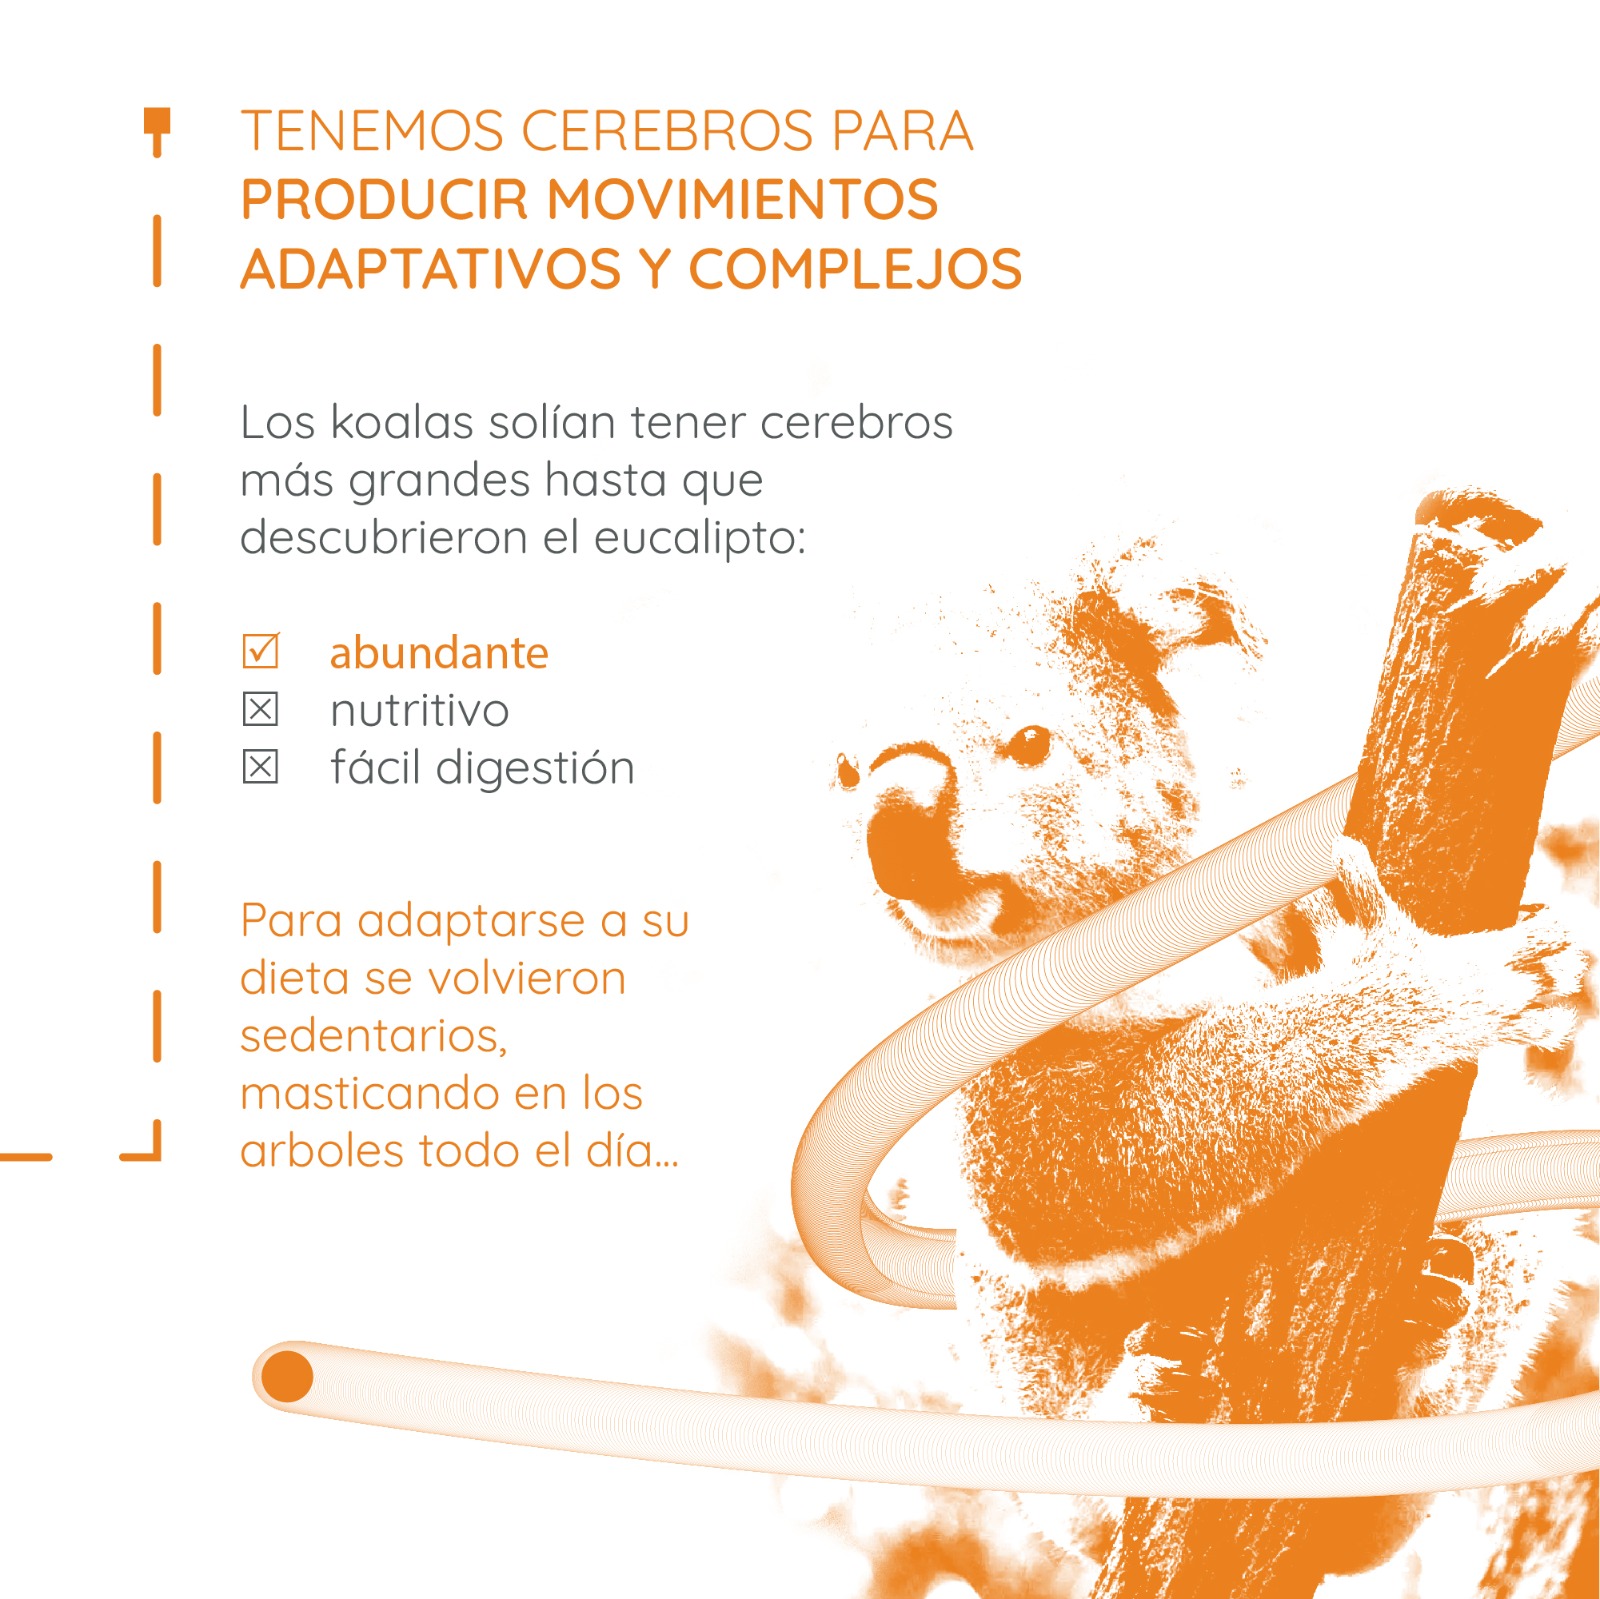 TENEMOS CEREBROS PARA
PRODUCIR MOVIMIENTOS
ADAPTATIVOS Y COMPLEJOS
Los koalas solían tener cerebros
más grandes hasta que
descubrieron el eucalipto:
☑ abundante
☒ nutritivo
☒ fácil digestión
Para adaptarse a su
dieta se volvieron
sedentarios,
masticando en los
arboles todo el día...